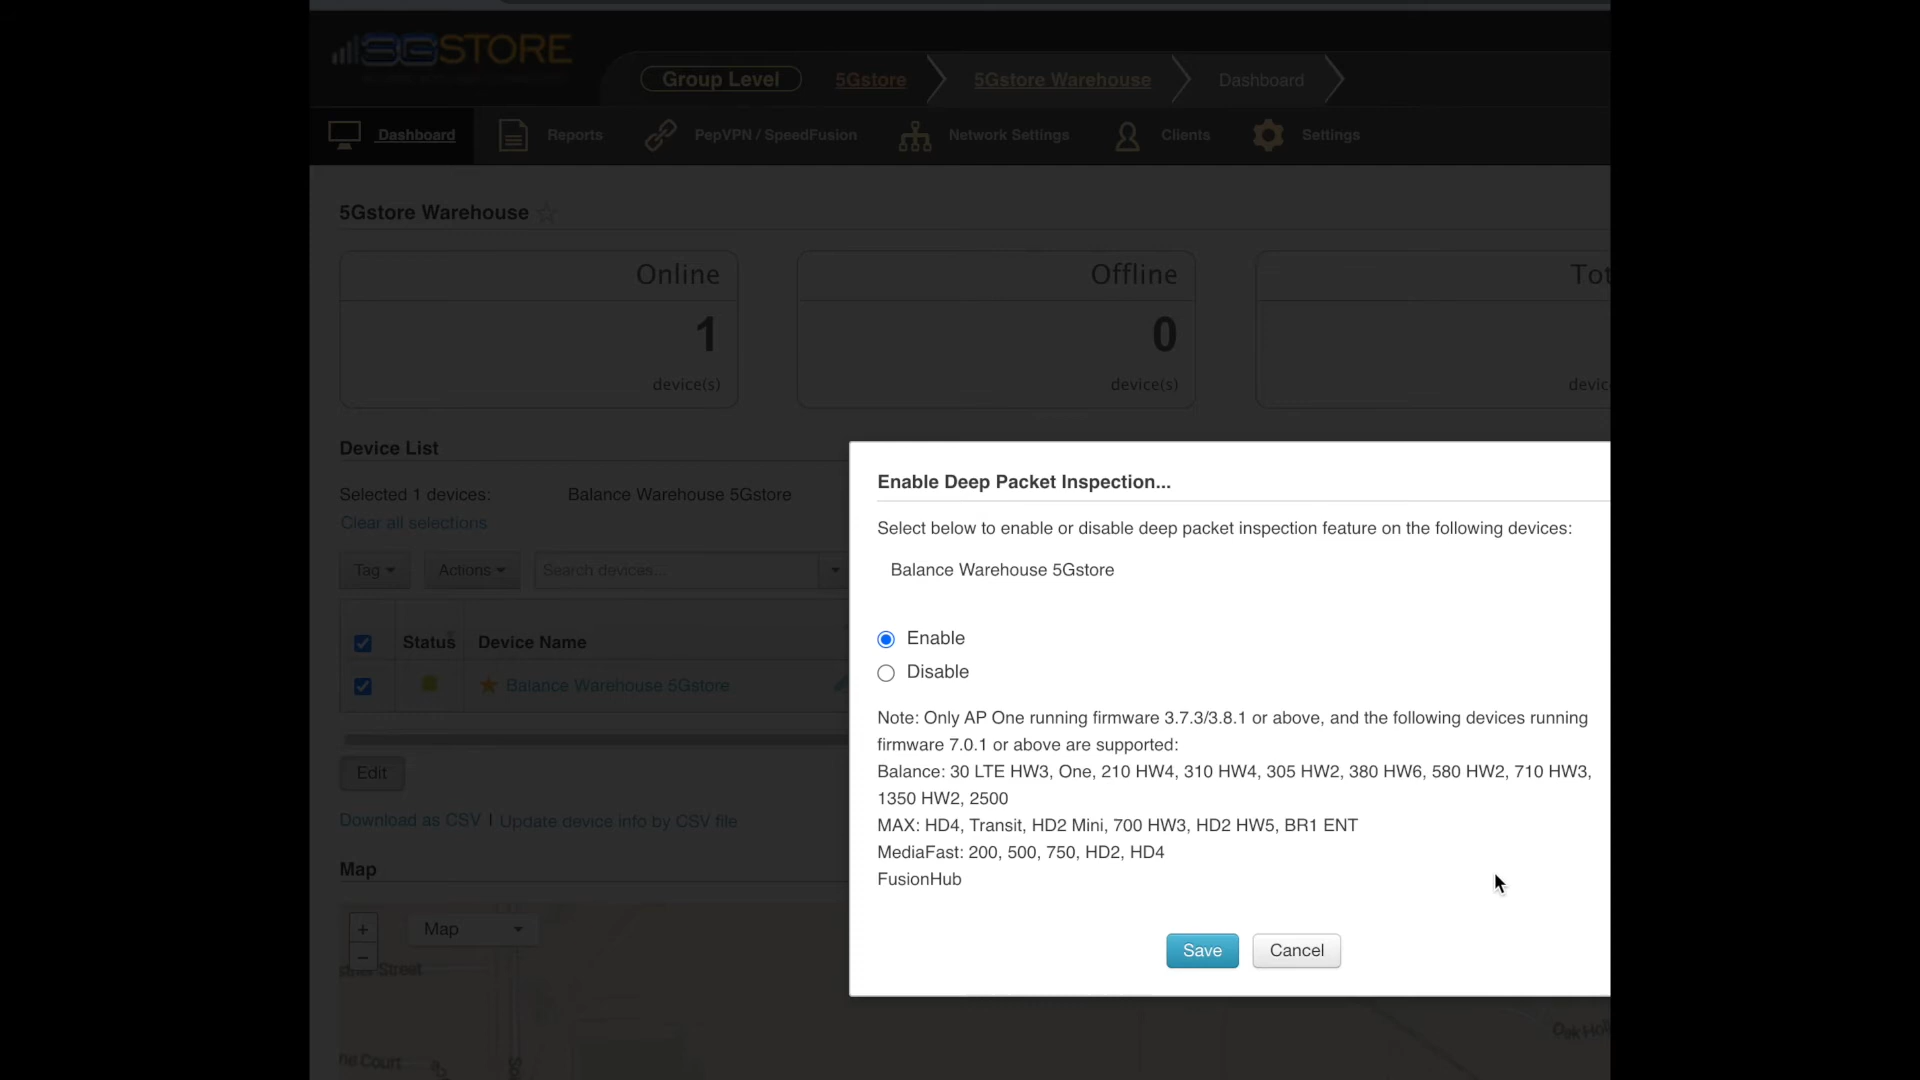 5GSTORE
Group Level 5Gstore 5Gstore Warehouse Dashboard
Dashboard Reports PepVPN / SpeedFusion Network Settings Clients Settings
5Gstore Warehouse
Online Offline Tot
1 0
device(s) device(s) devic
Device List
Selected 1 devices: Balance Warehouse 5Gstore
Clear all selections
Tag Actions Search devices...
Status Device Name
Balance Warehouse 5Gstore
Edit
Download as CSV | Update device info by CSV file
Map
+ Map
−
Street
ne Court
Oak Ho
Enable Deep Packet Inspection...
Select below to enable or disable deep packet inspection feature on the following devices:
Balance Warehouse 5Gstore
Enable
Disable
Note: Only AP One running firmware 3.7.3/3.8.1 or above, and the following devices running
firmware 7.0.1 or above are supported:
Balance: 30 LTE HW3, One, 210 HW4, 310 HW4, 305 HW2, 380 HW6, 580 HW2, 710 HW3,
1350 HW2, 2500
MAX: HD4, Transit, HD2 Mini, 700 HW3, HD2 HW5, BR1 ENT
MediaFast: 200, 500, 750, HD2, HD4
FusionHub
Save Cancel